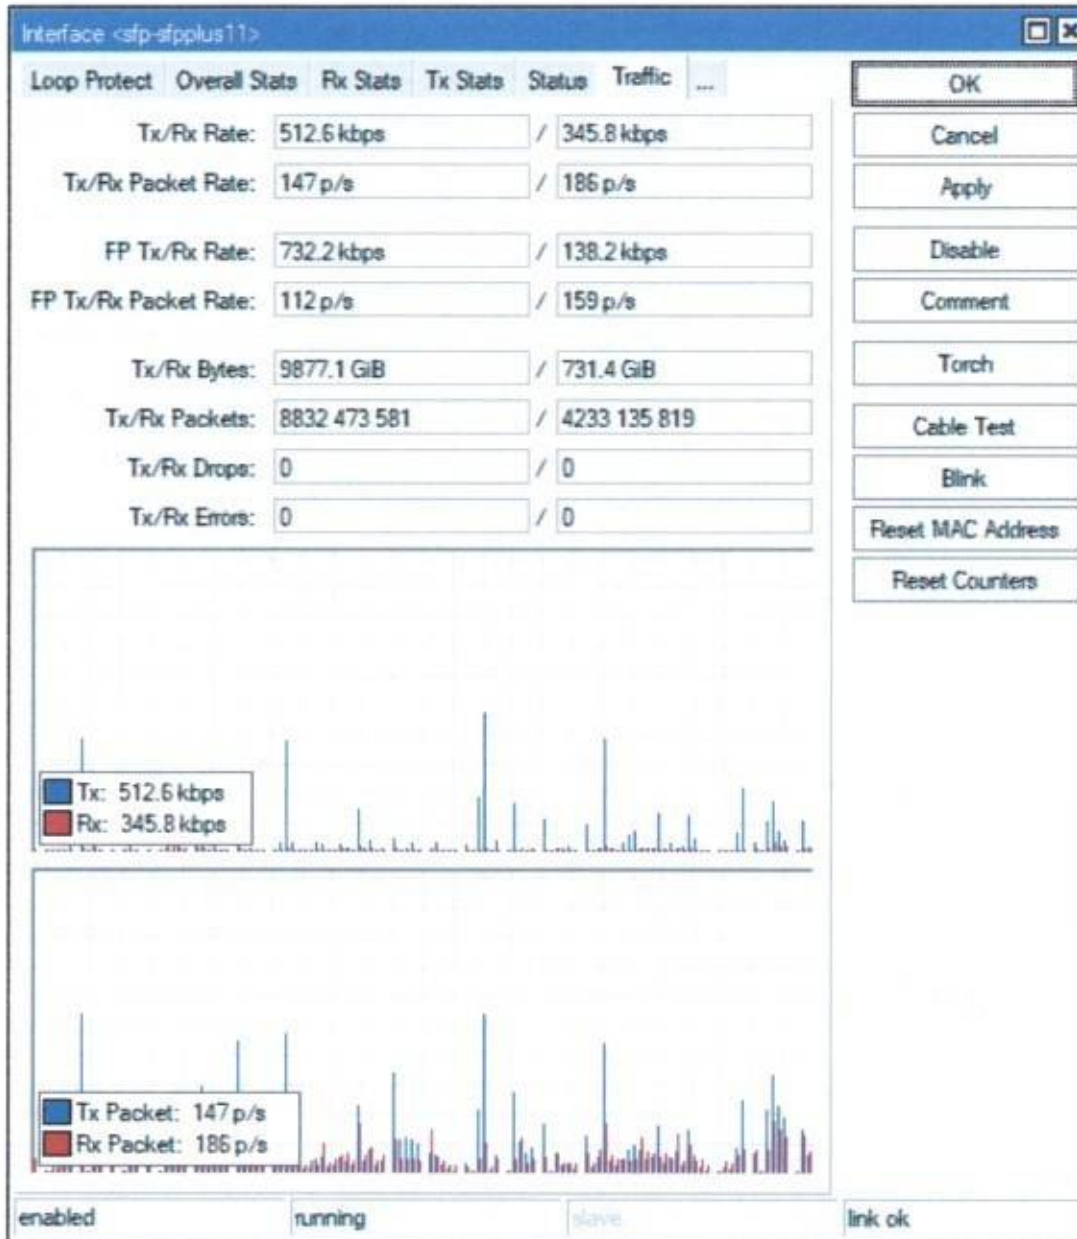 Interface <sfp-sfpplus11>
Loop Protect Overall Stats Rx Stats Tx Stats Status Traffic ...
Tx/Rx Rate: 512.6 kbps / 345.8 kbps
Tx/Rx Packet Rate: 147 p/s / 186 p/s
FP Tx/Rx Rate: 732.2 kbps / 138.2 kbps
FP Tx/Rx Packet Rate: 112 p/s / 159 p/s
Tx/Rx Bytes: 9877.1 GiB / 731.4 GiB
Tx/Rx Packets: 8832 473 581 / 4233 135 819
Tx/Rx Drops: 0 / 0
Tx/Rx Errors: 0 / 0
Tx: 512.6 kbps
Rx: 345.8 kbps
Tx Packet: 147 p/s
Rx Packet: 186 p/s
enabled running slave link ok
OK
Cancel
Apply
Disable
Comment
Torch
Cable Test
Blink
Reset MAC Address
Reset Counters